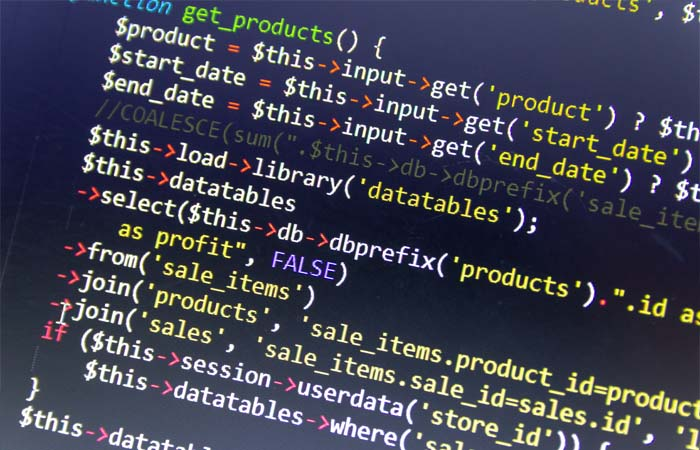 function get_products() {
$product = $this->input->get('product') ? $th
$start_date = $this->input->get('start_date')
$end_date = $this->input->get('end_date') ? $t
//COALESCE(sum(".$this->db->dbprefix('sale_item
$this->load->library('datatables');
$this->datatables
->select($this->db->dbprefix('products').".id as
as profit", FALSE)
->from('sale_items')
->join('products', 'sale_items.product_id=product
->join('sales', 'sale_items.sale_id=sales.id', 'l
if ($this->session->userdata('store_id')) {
$this->datatables->where('sale
}
$this->datatab